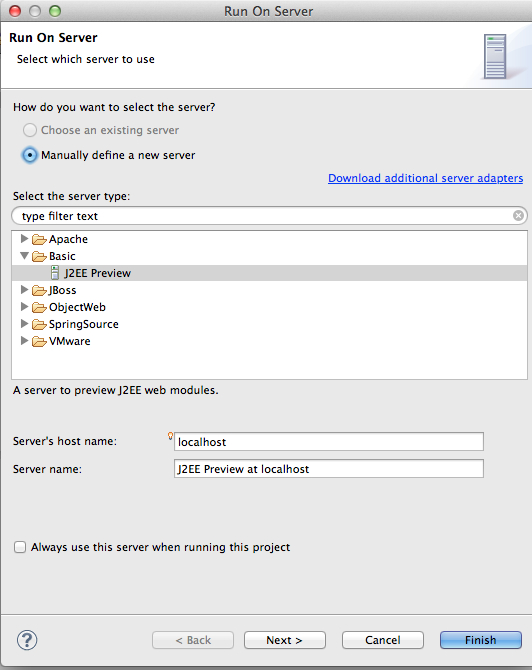 Run On Server
Run On Server
Select which server to use
How do you want to select the server?
Choose an existing server
Manually define a new server
Download additional server adapters
Select the server type:
type filter text
Apache
Basic
J2EE Preview
JBoss
ObjectWeb
SpringSource
VMware
A server to preview J2EE web modules.
Server's host name: localhost
Server name: J2EE Preview at localhost
Always use this server when running this project
? < Back Next > Cancel Finish